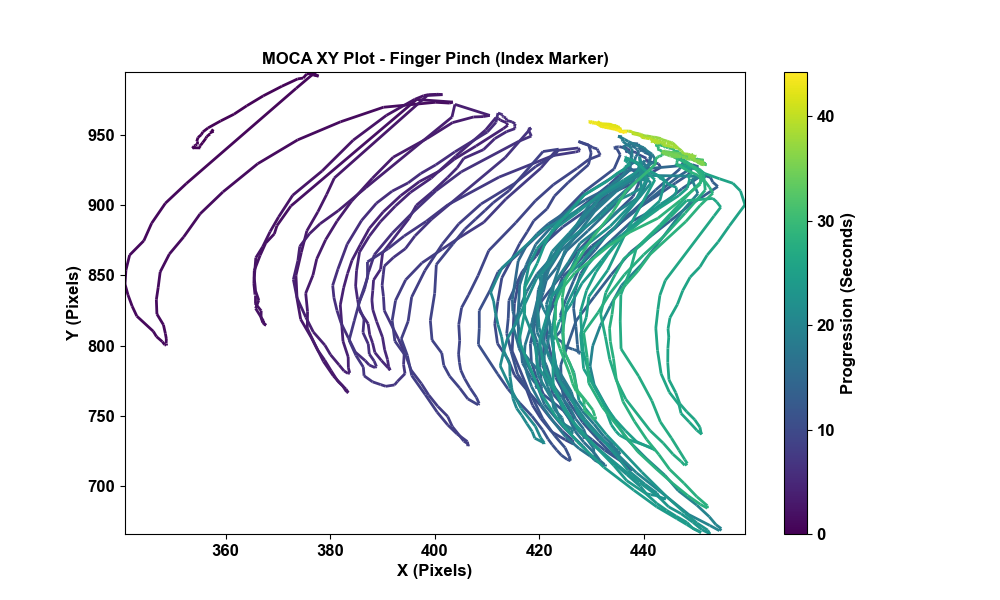 MOCA XY Plot - Finger Pinch (Index Marker)
950
900
850
800
750
700
Y (Pixels)
360 380 400 420 440
X (Pixels)
40
30
20
10
0
Progression (Seconds)